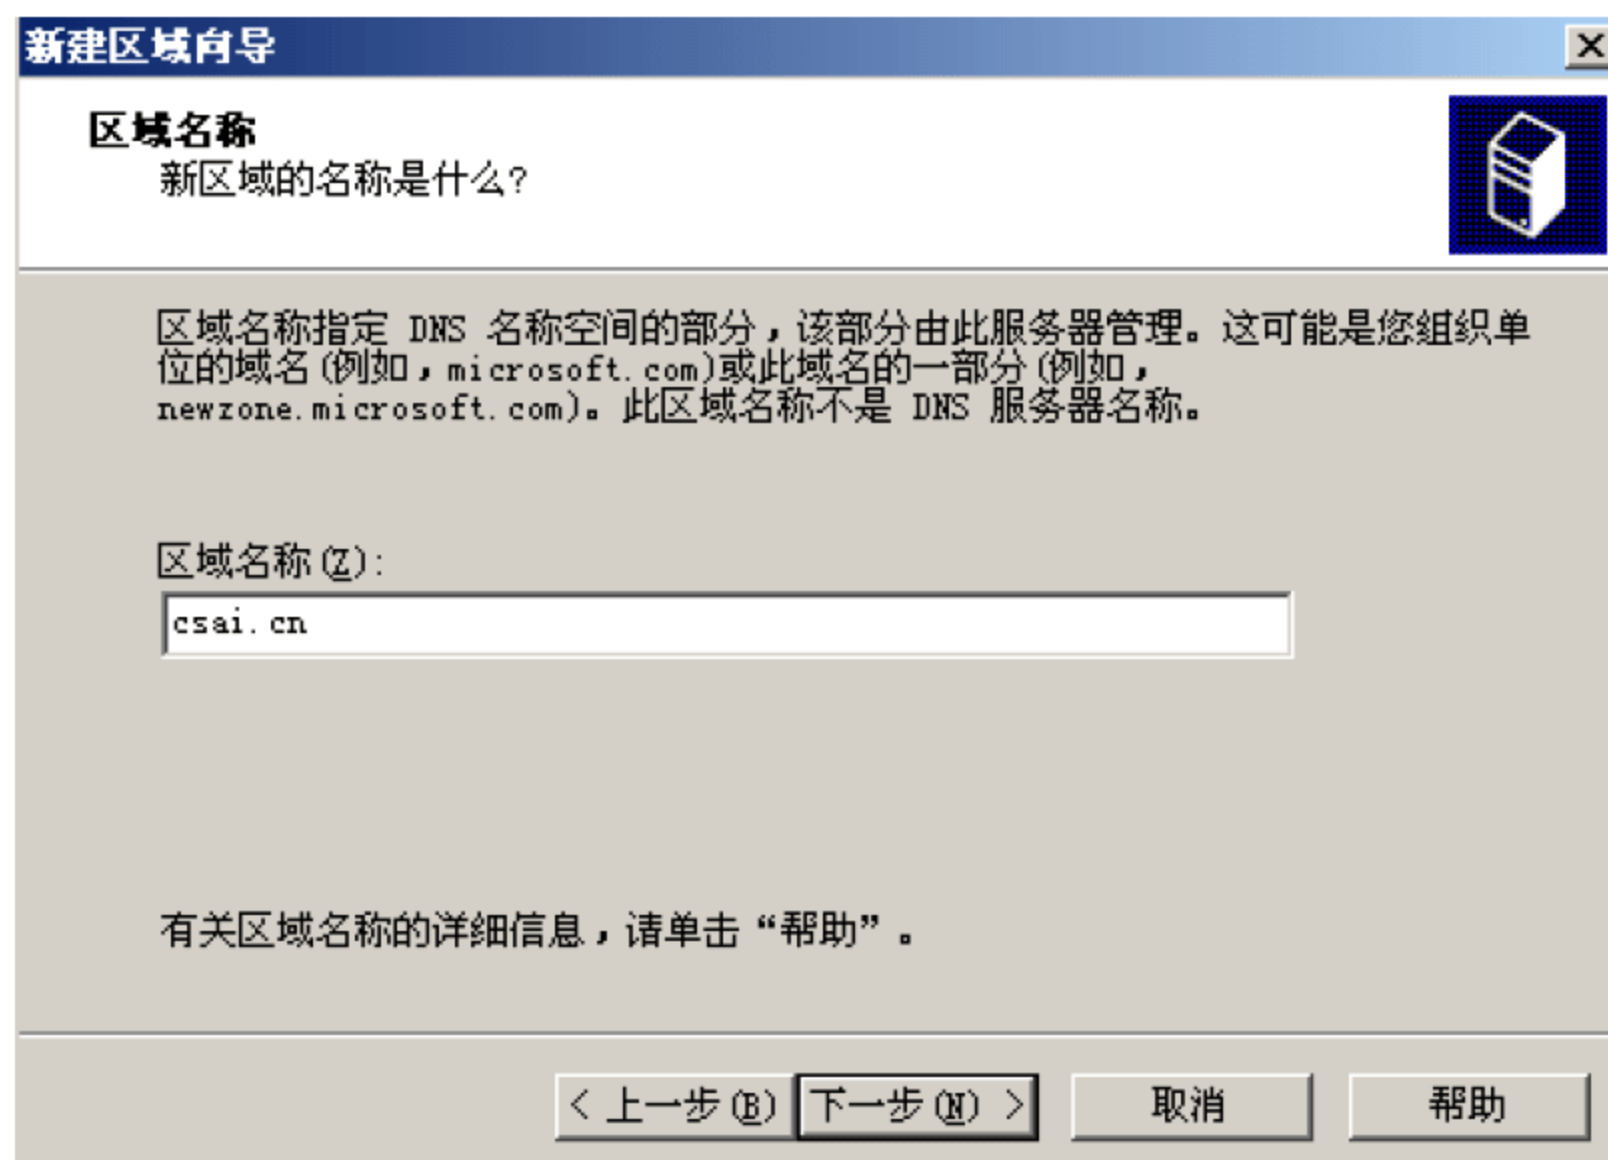 新建区域向导
区域名称
新区域的名称是什么?
区域名称指定 DNS 名称空间的部分，该部分由此服务器管理。这可能是您组织单
位的域名(例如，microsoft.com)或此域名的一部分(例如，
newzone.microsoft.com)。此区域名称不是 DNS 服务器名称。
区域名称(Z):
csai.cn
有关区域名称的详细信息，请单击“帮助”。
< 上一步(B) 下一步(N) > 取消 帮助